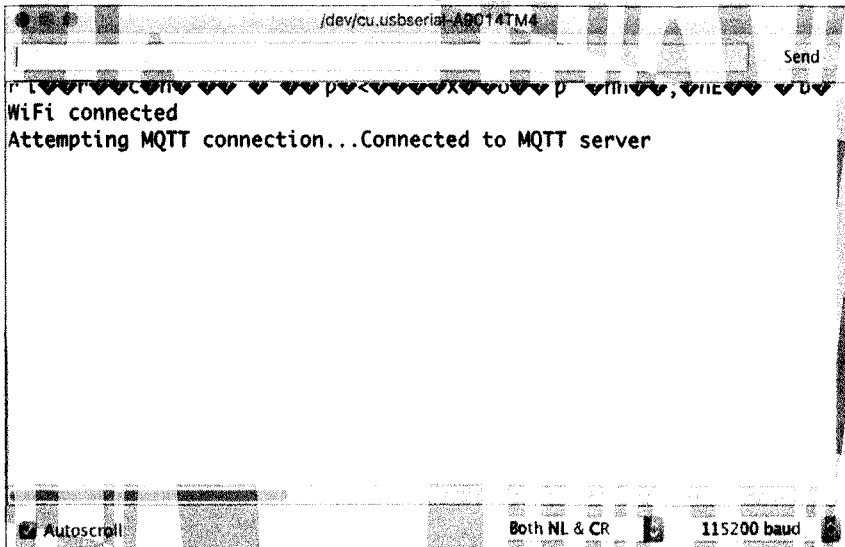 /dev/cu.usbserial-A9014TM4
Send
WiFi connected
Attempting MQTT connection...Connected to MQTT server
Autoscroll
Both NL & CR
115200 baud